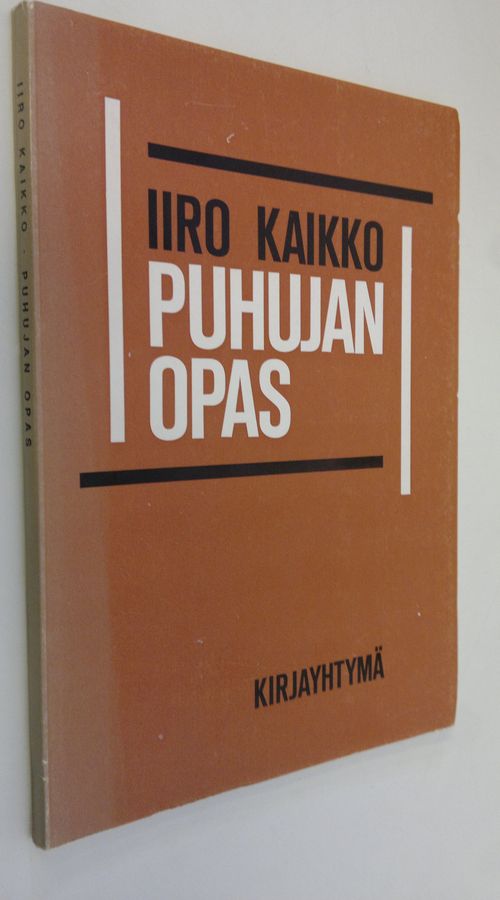 IIRO KAIKKO · PUHUJAN OPAS
IIRO KAIKKO
PUHUJAN
OPAS
KIRJAYHTYMÄ